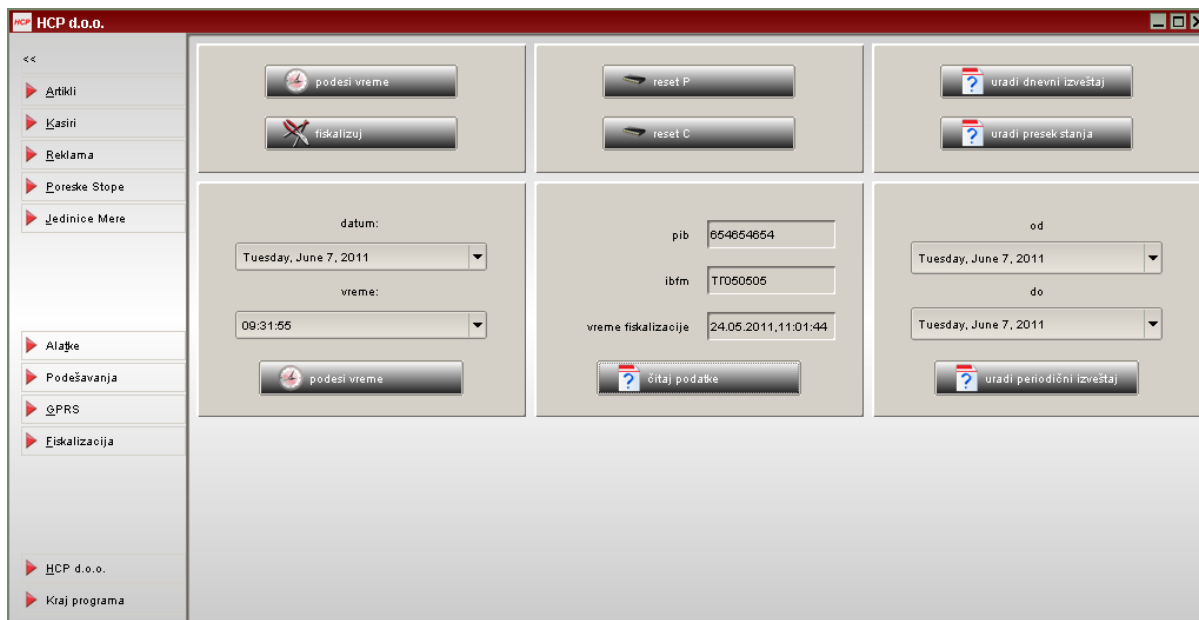 HCP HCP d.o.o.
<<
Artikli
Kasiri
Reklama
Poreske Stope
Jedinice Mere
Alatke
Podešavanja
GPRS
Fiskalizacija
HCP d.o.o.
Kraj programa
podesi vreme
fiskalizuj
reset P
reset C
uradi dnevni izveštaj
uradi presek stanja
datum:
Tuesday, June 7, 2011
vreme:
09:31:55
podesi vreme
pib 654654654
ibfm ТГ050505
vreme fiskalizacije 24.05.2011,11:01:44
čitaj podatke
od
Tuesday, June 7, 2011
do
Tuesday, June 7, 2011
uradi periodični izveštaj